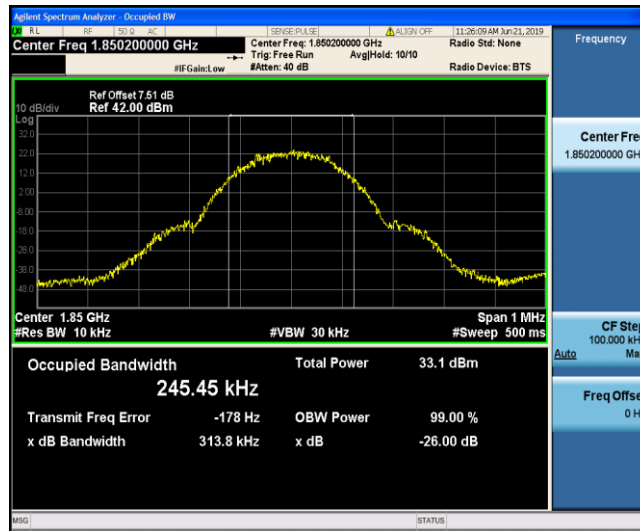 Agilent Spectrum Analyzer - Occupied BW
RL RF 50 Ω AC SENSE:PULSE ALIGN OFF 11:26:09 AM Jun 21, 2019
Center Freq 1.850200000 GHz Center Freq: 1.850200000 GHz Radio Std: None Frequency
Trig: Free Run Avg|Hold: 10/10
#IFGain:Low #Atten: 40 dB Radio Device: BTS
Ref Offset 7.51 dB
10 dB/div Ref 42.00 dBm
Log
32.0
22.0
12.0
2.00
-8.00
-18.0
-28.0
-38.0
-48.0
Center Fre
1.850200000 GH
Center 1.85 GHz Span 1 MHz
#Res BW 10 kHz #VBW 30 kHz #Sweep 500 ms
CF Step
100.000 kH
Auto Ma
Occupied Bandwidth Total Power 33.1 dBm
245.45 kHz
Transmit Freq Error -178 Hz OBW Power 99.00 %
x dB Bandwidth 313.8 kHz x dB -26.00 dB
Freq Offse
0 H
MSG STATUS